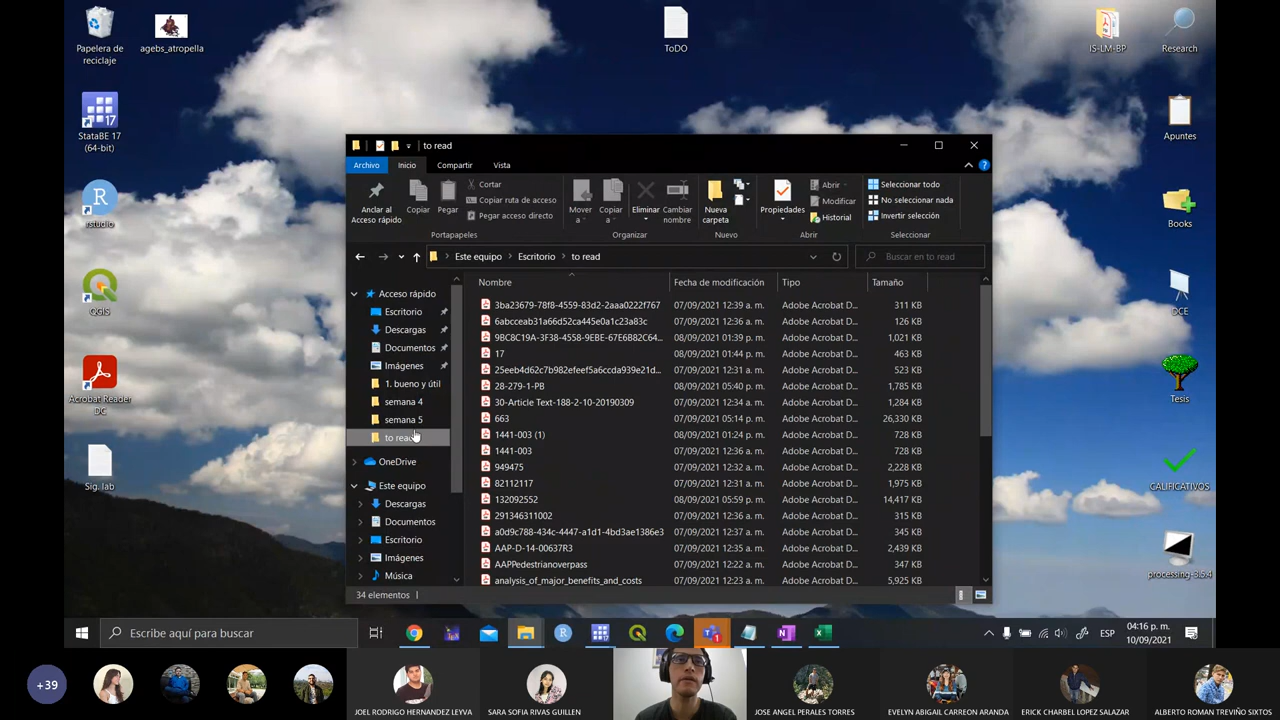 Papelera de
reciclaje
agebs_atropella
ToDO
IS-LM-BP
Research
StataBE 17
(64-bit)
17
Apuntes
rstudio
Books
QGIS
DCE
Acrobat Reader
DC
Tesis
Sig. lab
CALIFICATIVOS
processing-3.5.4
to read
Archivo
Inicio
Compartir
Vista
Anclar al
Acceso rápido
Copiar
Pegar
Cortar
Copiar ruta de acceso
Pegar acceso directo
Portapapeles
Mover
a
Copiar
a
Eliminar
Cambiar
nombre
Organizar
Nueva
carpeta
Nuevo
Propiedades
Abrir
Modificar
Historial
Abrir
Seleccionar todo
No seleccionar nada
Invertir selección
Seleccionar
Este equipo > Escritorio > to read
Buscar en to read
Acceso rápido
Escritorio
Descargas
Documentos
Imágenes
1. bueno y útil
semana 4
semana 5
to read
OneDrive
Este equipo
Descargas
Documentos
Escritorio
Imágenes
Música
Nombre Fecha de modificación Tipo Tamaño
3ba23679-78f8-4559-83d2-2aaa0222f767 07/09/2021 12:39 a. m. Adobe Acrobat D... 311 KB
6abcceab31a66d52ca445e0a1c23a83c 07/09/2021 12:36 a. m. Adobe Acrobat D... 126 KB
9BC8C19A-3F38-4558-9EBE-67E6B82C64... 08/09/2021 01:39 p. m. Adobe Acrobat D... 1,021 KB
17 08/09/2021 01:44 p. m. Adobe Acrobat D... 463 KB
25eeb4d62c7b982efeef5a6ccda939e21d... 07/09/2021 12:31 a. m. Adobe Acrobat D... 523 KB
28-279-1-PB 08/09/2021 05:40 p. m. Adobe Acrobat D... 1,785 KB
30-Article Text-188-2-10-20190309 07/09/2021 12:34 a. m. Adobe Acrobat D... 1,284 KB
663 07/09/2021 05:14 p. m. Adobe Acrobat D... 26,330 KB
1441-003 (1) 08/09/2021 01:24 p. m. Adobe Acrobat D... 728 KB
1441-003 07/09/2021 12:36 a. m. Adobe Acrobat D... 728 KB
949475 07/09/2021 12:32 a. m. Adobe Acrobat D... 2,228 KB
82112117 07/09/2021 12:31 a. m. Adobe Acrobat D... 1,975 KB
132092552 08/09/2021 05:59 p. m. Adobe Acrobat D... 14,417 KB
291346311002 07/09/2021 12:36 a. m. Adobe Acrobat D... 315 KB
a0d9c788-434c-4447-a1d1-4bd3ae1386e3 07/09/2021 12:36 a. m. Adobe Acrobat D... 345 KB
AAP-D-14-00637R3 07/09/2021 12:35 a. m. Adobe Acrobat D... 2,439 KB
AAPPedestrianoverpass 07/09/2021 12:22 a. m. Adobe Acrobat D... 347 KB
analysis_of_major_benefits_and_costs 07/09/2021 12:23 a. m. Adobe Acrobat D... 5,925 KB
34 elementos
Escribe aquí para buscar
ESP
04:16 p. m.
10/09/2021
+39
JOEL RODRIGO HERNANDEZ LEYVA
SARA SOFIA RIVAS GUILLEN
JOSE ANGEL PERALES TORRES
EVELYN ABIGAIL CARREON ARANDA
ERICK CHARBEL LOPEZ SALAZAR
ALBERTO ROMAN TREVIÑO SIXTOS